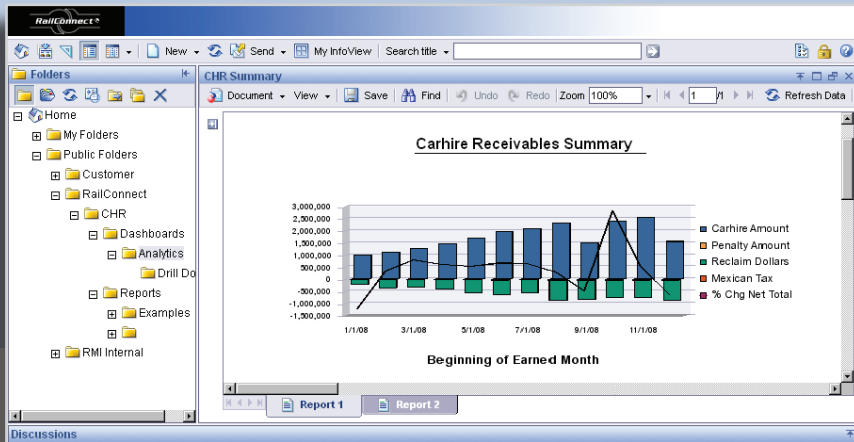 RailConnect®
New
Send
My InfoView
Search title
Folders
CHR Summary
Document
View
Save
Find
Undo
Redo
Zoom
100%
1
/1
Refresh Data
Home
My Folders
Public Folders
Customer
RailConnect
CHR
Dashboards
Analytics
Drill Do
Reports
Examples
RMI Internal
Carhire Receivables Summary
3,000,000
2,500,000
2,000,000
1,500,000
1,000,000
500,000
0
-500,000
-1,000,000
-1,500,000
1/1/08
3/1/08
5/1/08
7/1/08
9/1/08
11/1/08
Carhire Amount
Penalty Amount
Reclaim Dollars
Mexican Tax
% Chg Net Total
Beginning of Earned Month
Report 1
Report 2
Discussions